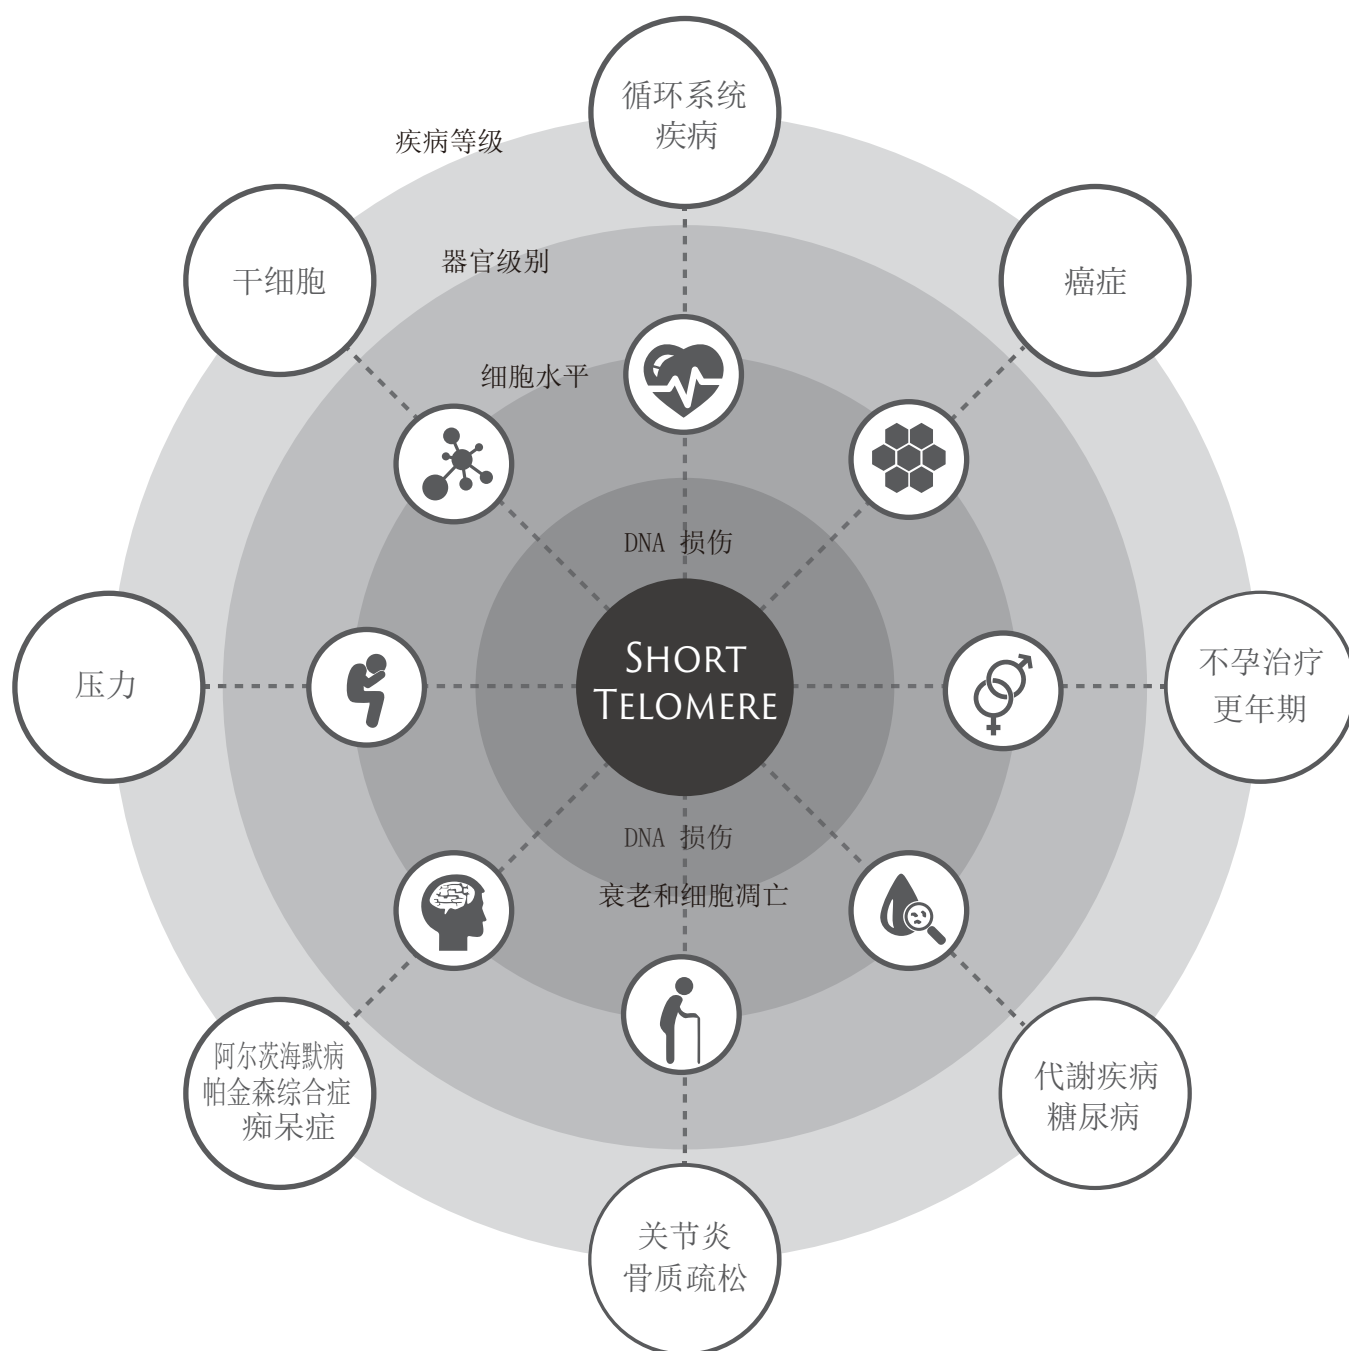 循环系统
疾病
疾病等级
器官级别
干细胞
癌症
细胞水平
DNA 损伤
SHORT
TELOMERE
压力
不孕治疗
更年期
DNA 损伤
衰老和细胞凋亡
阿尔茨海默病
帕金森综合症
痴呆症
代謝疾病
糖尿病
关节炎
骨质疏松